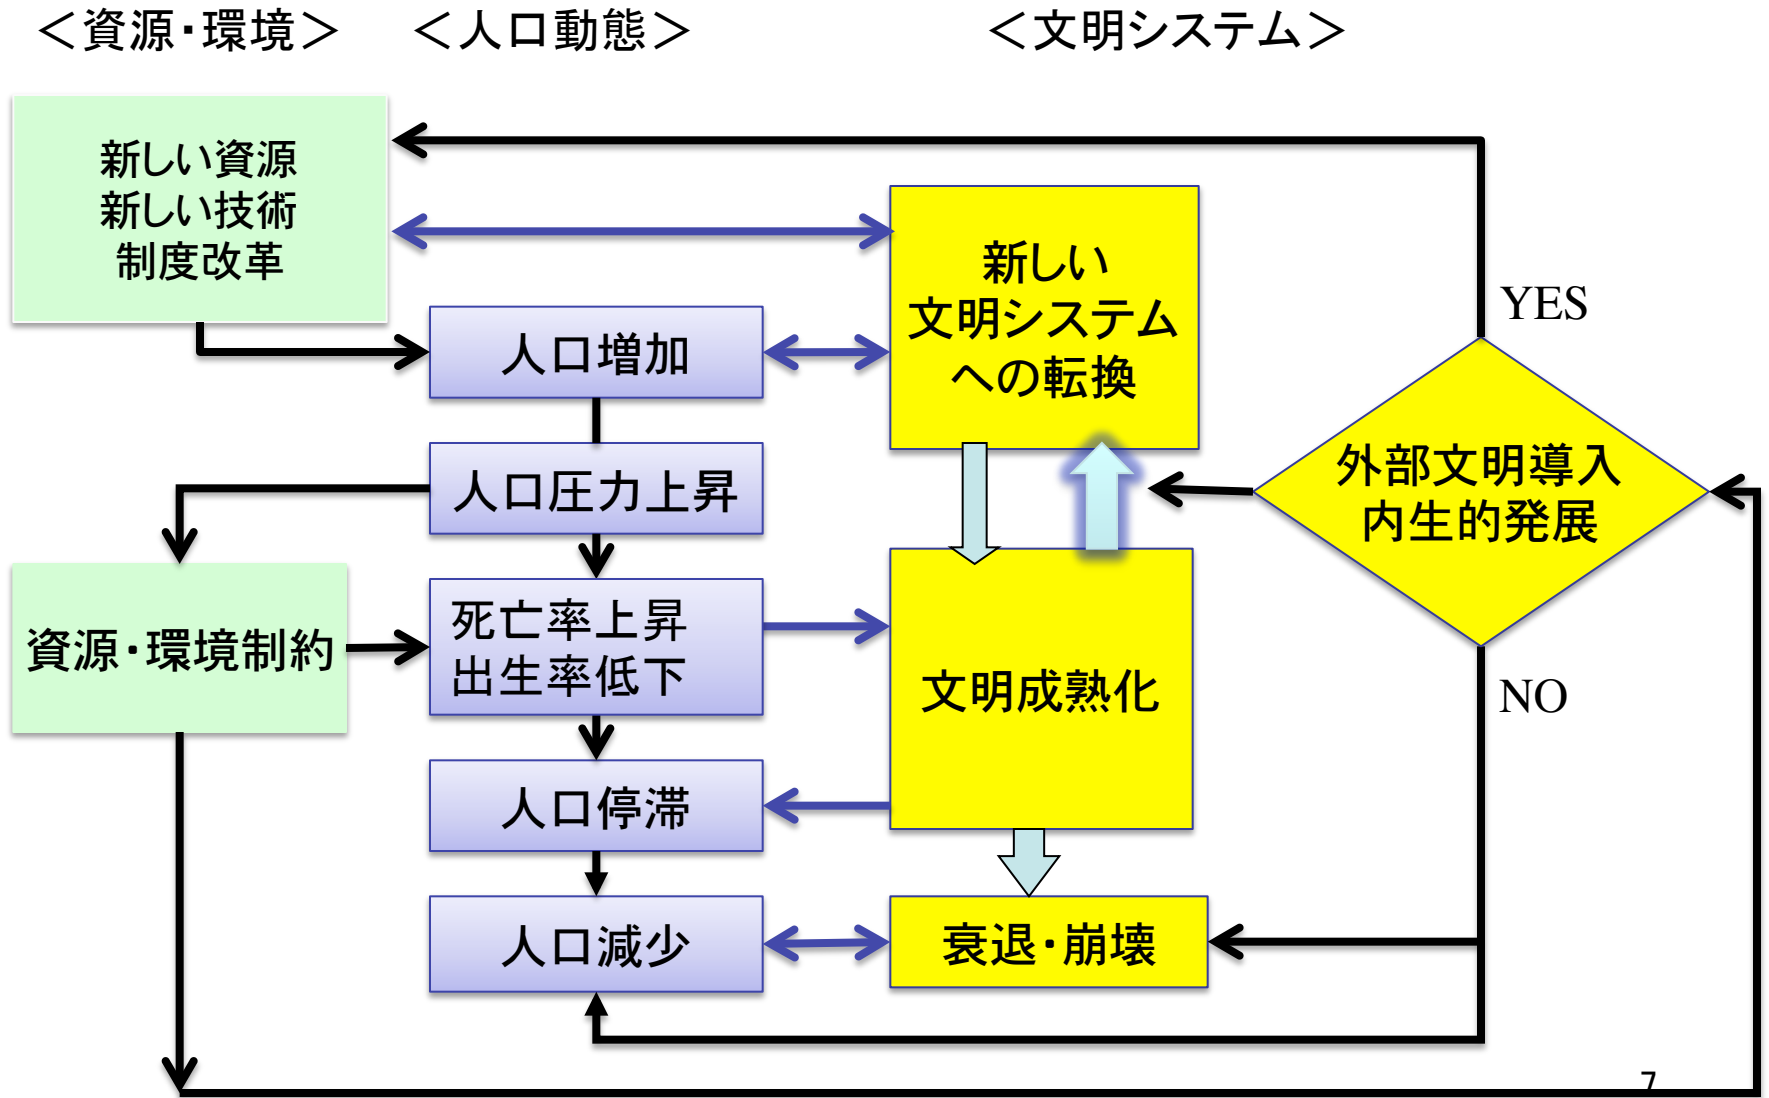 ＜資源・環境＞
＜人口動態＞
＜文明システム＞
新しい資源
新しい技術
制度改革
新しい
文明システム
への転換
YES
人口増加
人口圧力上昇
外部文明導入
内生的発展
資源・環境制約
死亡率上昇
出生率低下
文明成熟化
NO
人口停滞
人口減少
衰退・崩壊
7